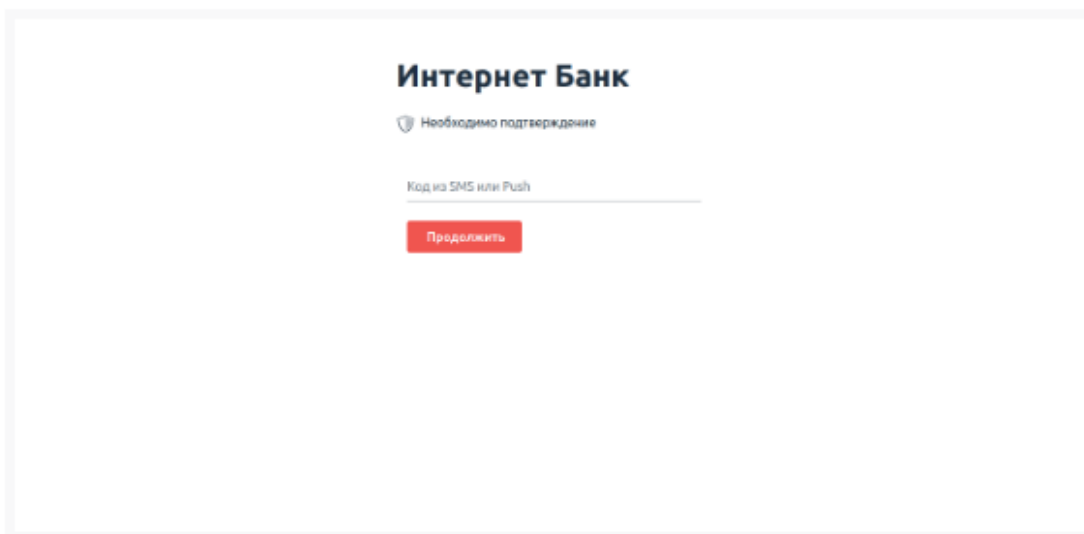 Интернет Банк
Необходимо подтверждение
Код из SMS или Push
Продолжить